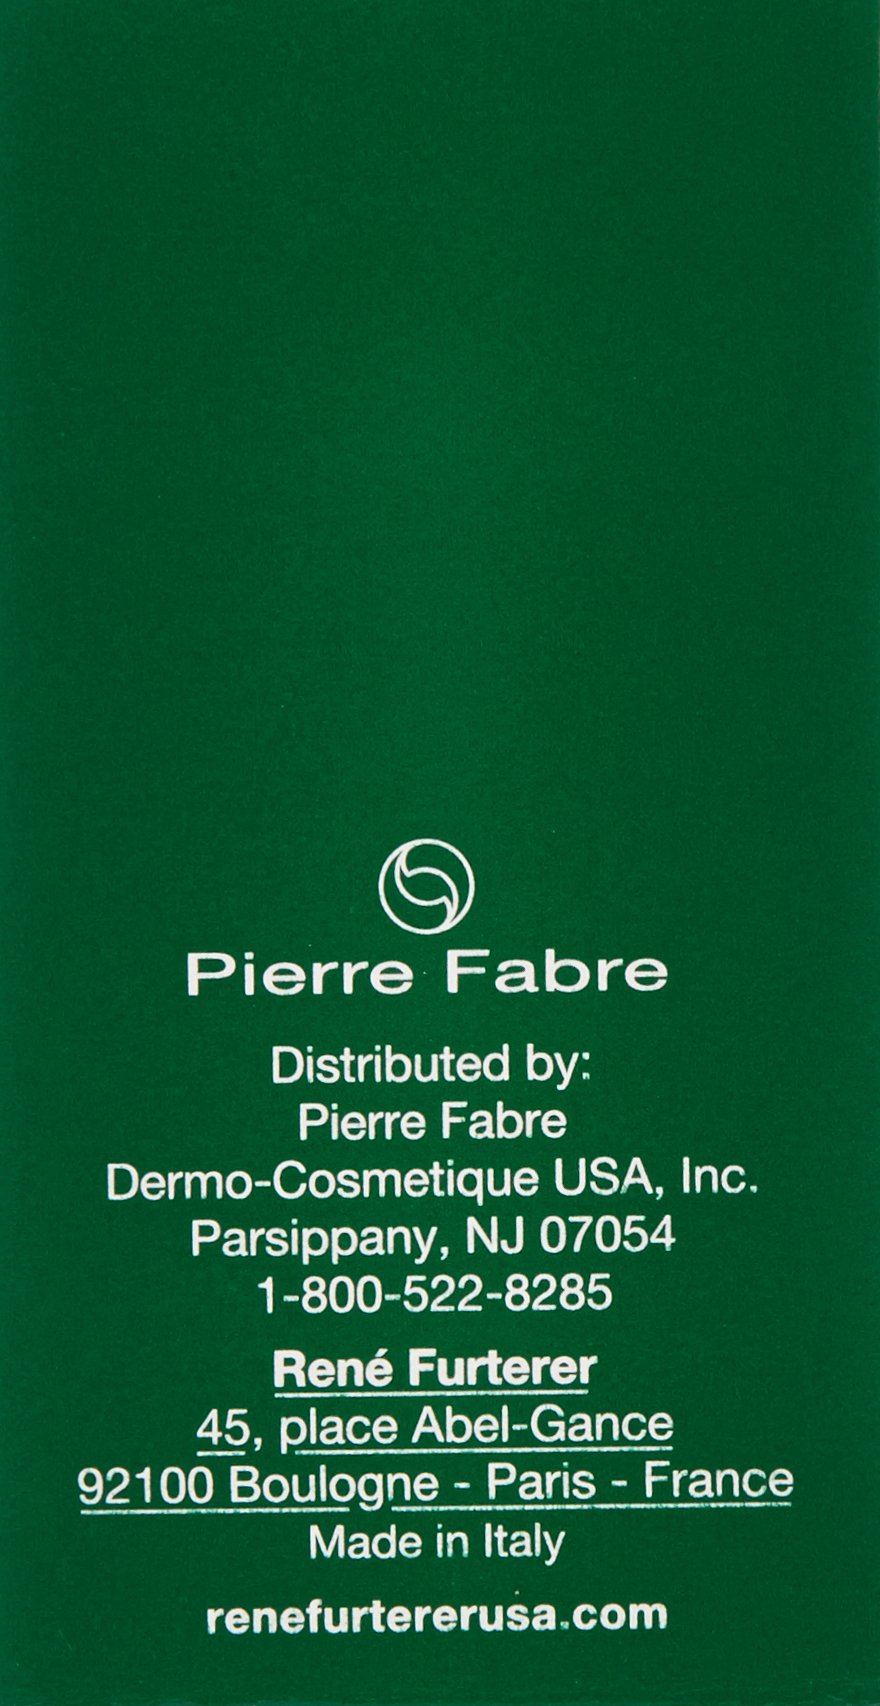 Pierre Fabre
Distributed by:
Pierre Fabre
Dermo-Cosmetique USA, Inc.
Parsippany, NJ 07054
1-800-522-8285
René Furterer
45, place Abel-Gance
92100 Boulogne - Paris - France
Made in Italy
renefurtererusa.com